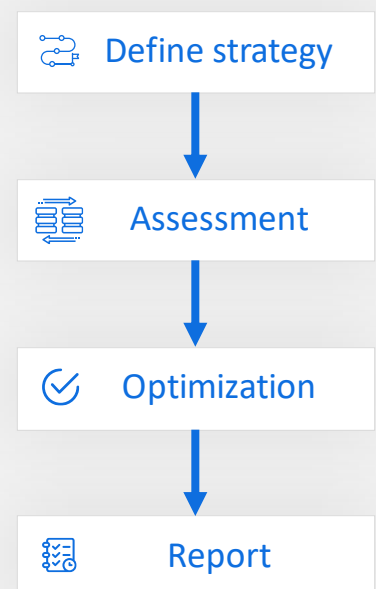 Define strategy
Assessment
Optimization
Report